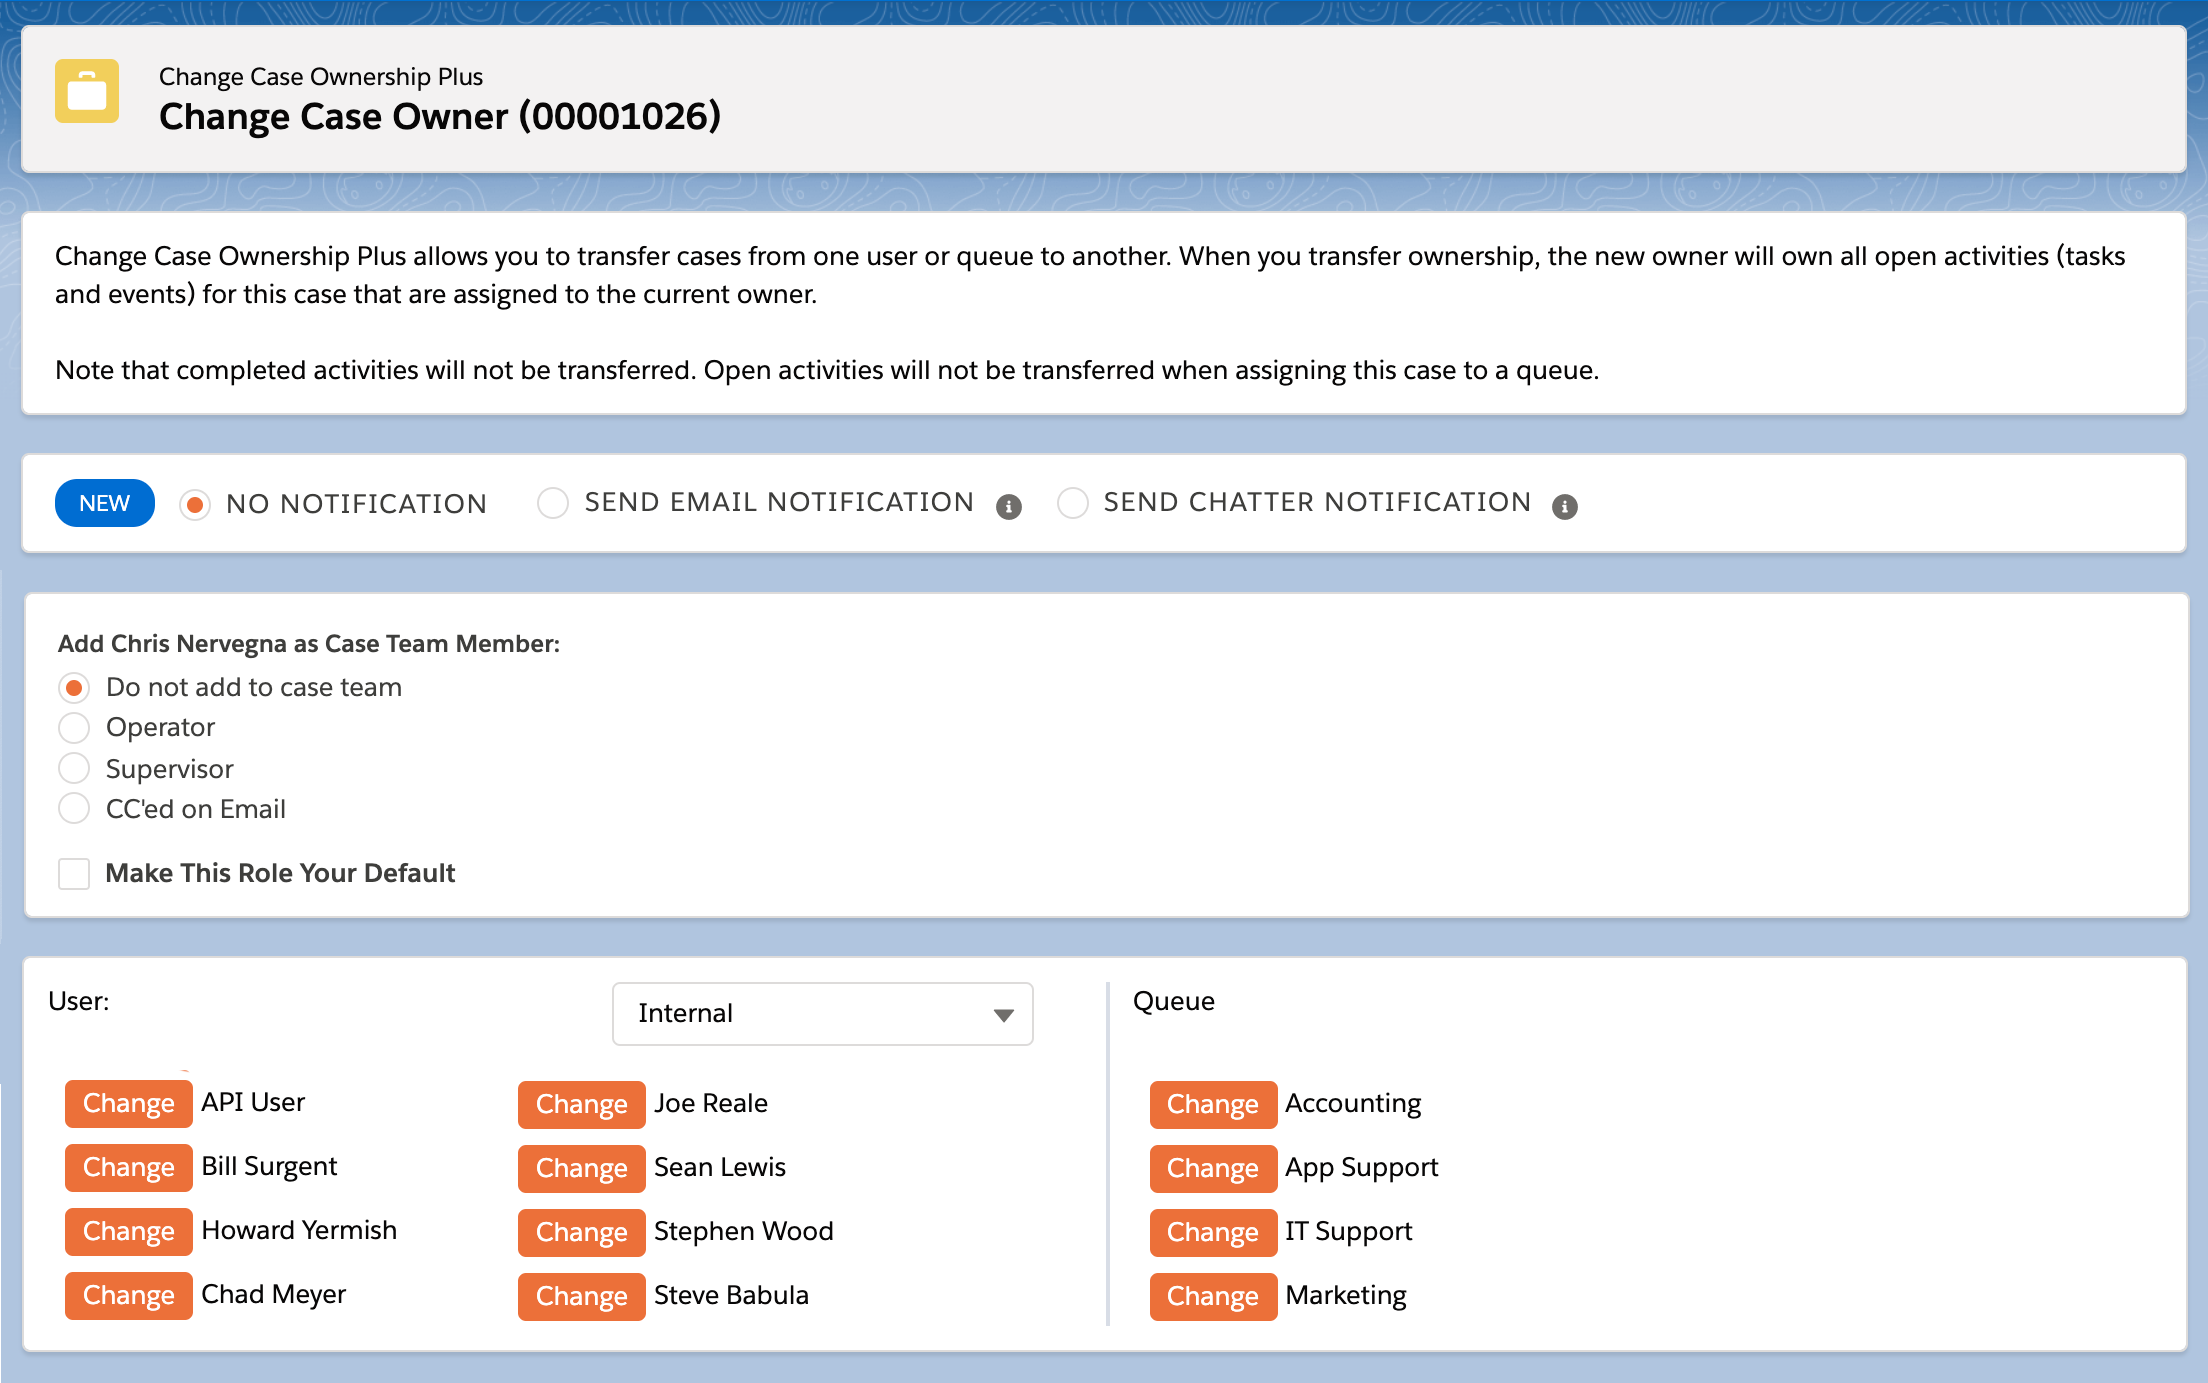 Change Case Ownership Plus
Change Case Owner (00001026)
Change Case Ownership Plus allows you to transfer cases from one user or queue to another. When you transfer ownership, the new owner will own all open activities (tasks
and events) for this case that are assigned to the current owner.
Note that completed activities will not be transferred. Open activities will not be transferred when assigning this case to a queue.
NEW NO NOTIFICATION SEND EMAIL NOTIFICATION i SEND CHATTER NOTIFICATION i
Add Chris Nervegna as Case Team Member:
Do not add to case team
Operator
Supervisor
CC'ed on Email
Make This Role Your Default
User: Internal
Change API User Change Joe Reale
Change Bill Surgent Change Sean Lewis
Change Howard Yermish Change Stephen Wood
Change Chad Meyer Change Steve Babula
Queue
Change Accounting
Change App Support
Change IT Support
Change Marketing